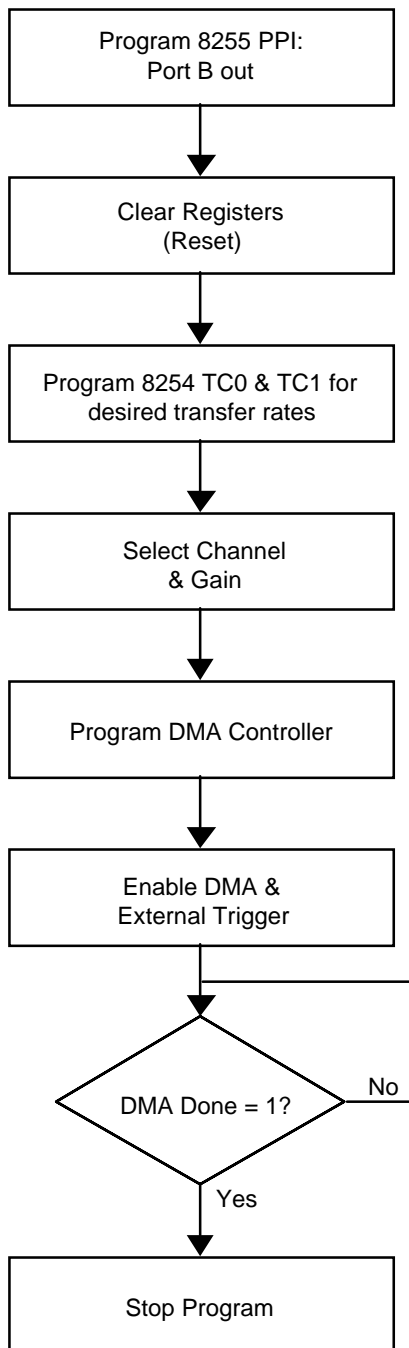 Program 8255 PPI:
Port B out
Clear Registers
(Reset)
Program 8254 TC0 & TC1 for
desired transfer rates
Select Channel
& Gain
Program DMA Controller
Enable DMA &
External Trigger
DMA Done = 1?
No
Yes
Stop Program